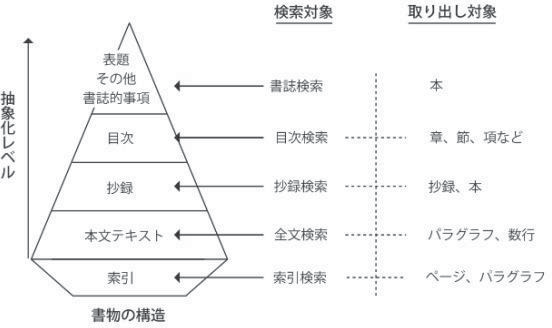 検索対象 取り出し対象
表題
その他
書誌的事項
書誌検索 本
目次 目次検索 章、節、項など
抄録 抄録検索 抄録、本
本文テキスト 全文検索 パラグラフ、数行
索引 索引検索 ページ、パラグラフ
抽象化レベル
書物の構造